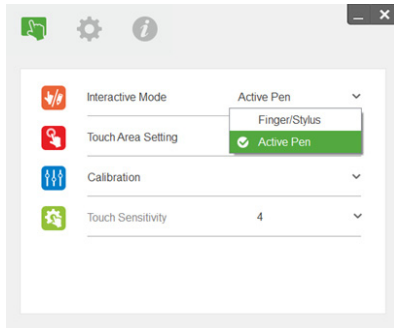 Interactive Mode Active Pen
Finger/Stylus
Touch Area Setting
Active Pen
Calibration
Touch Sensitivity 4